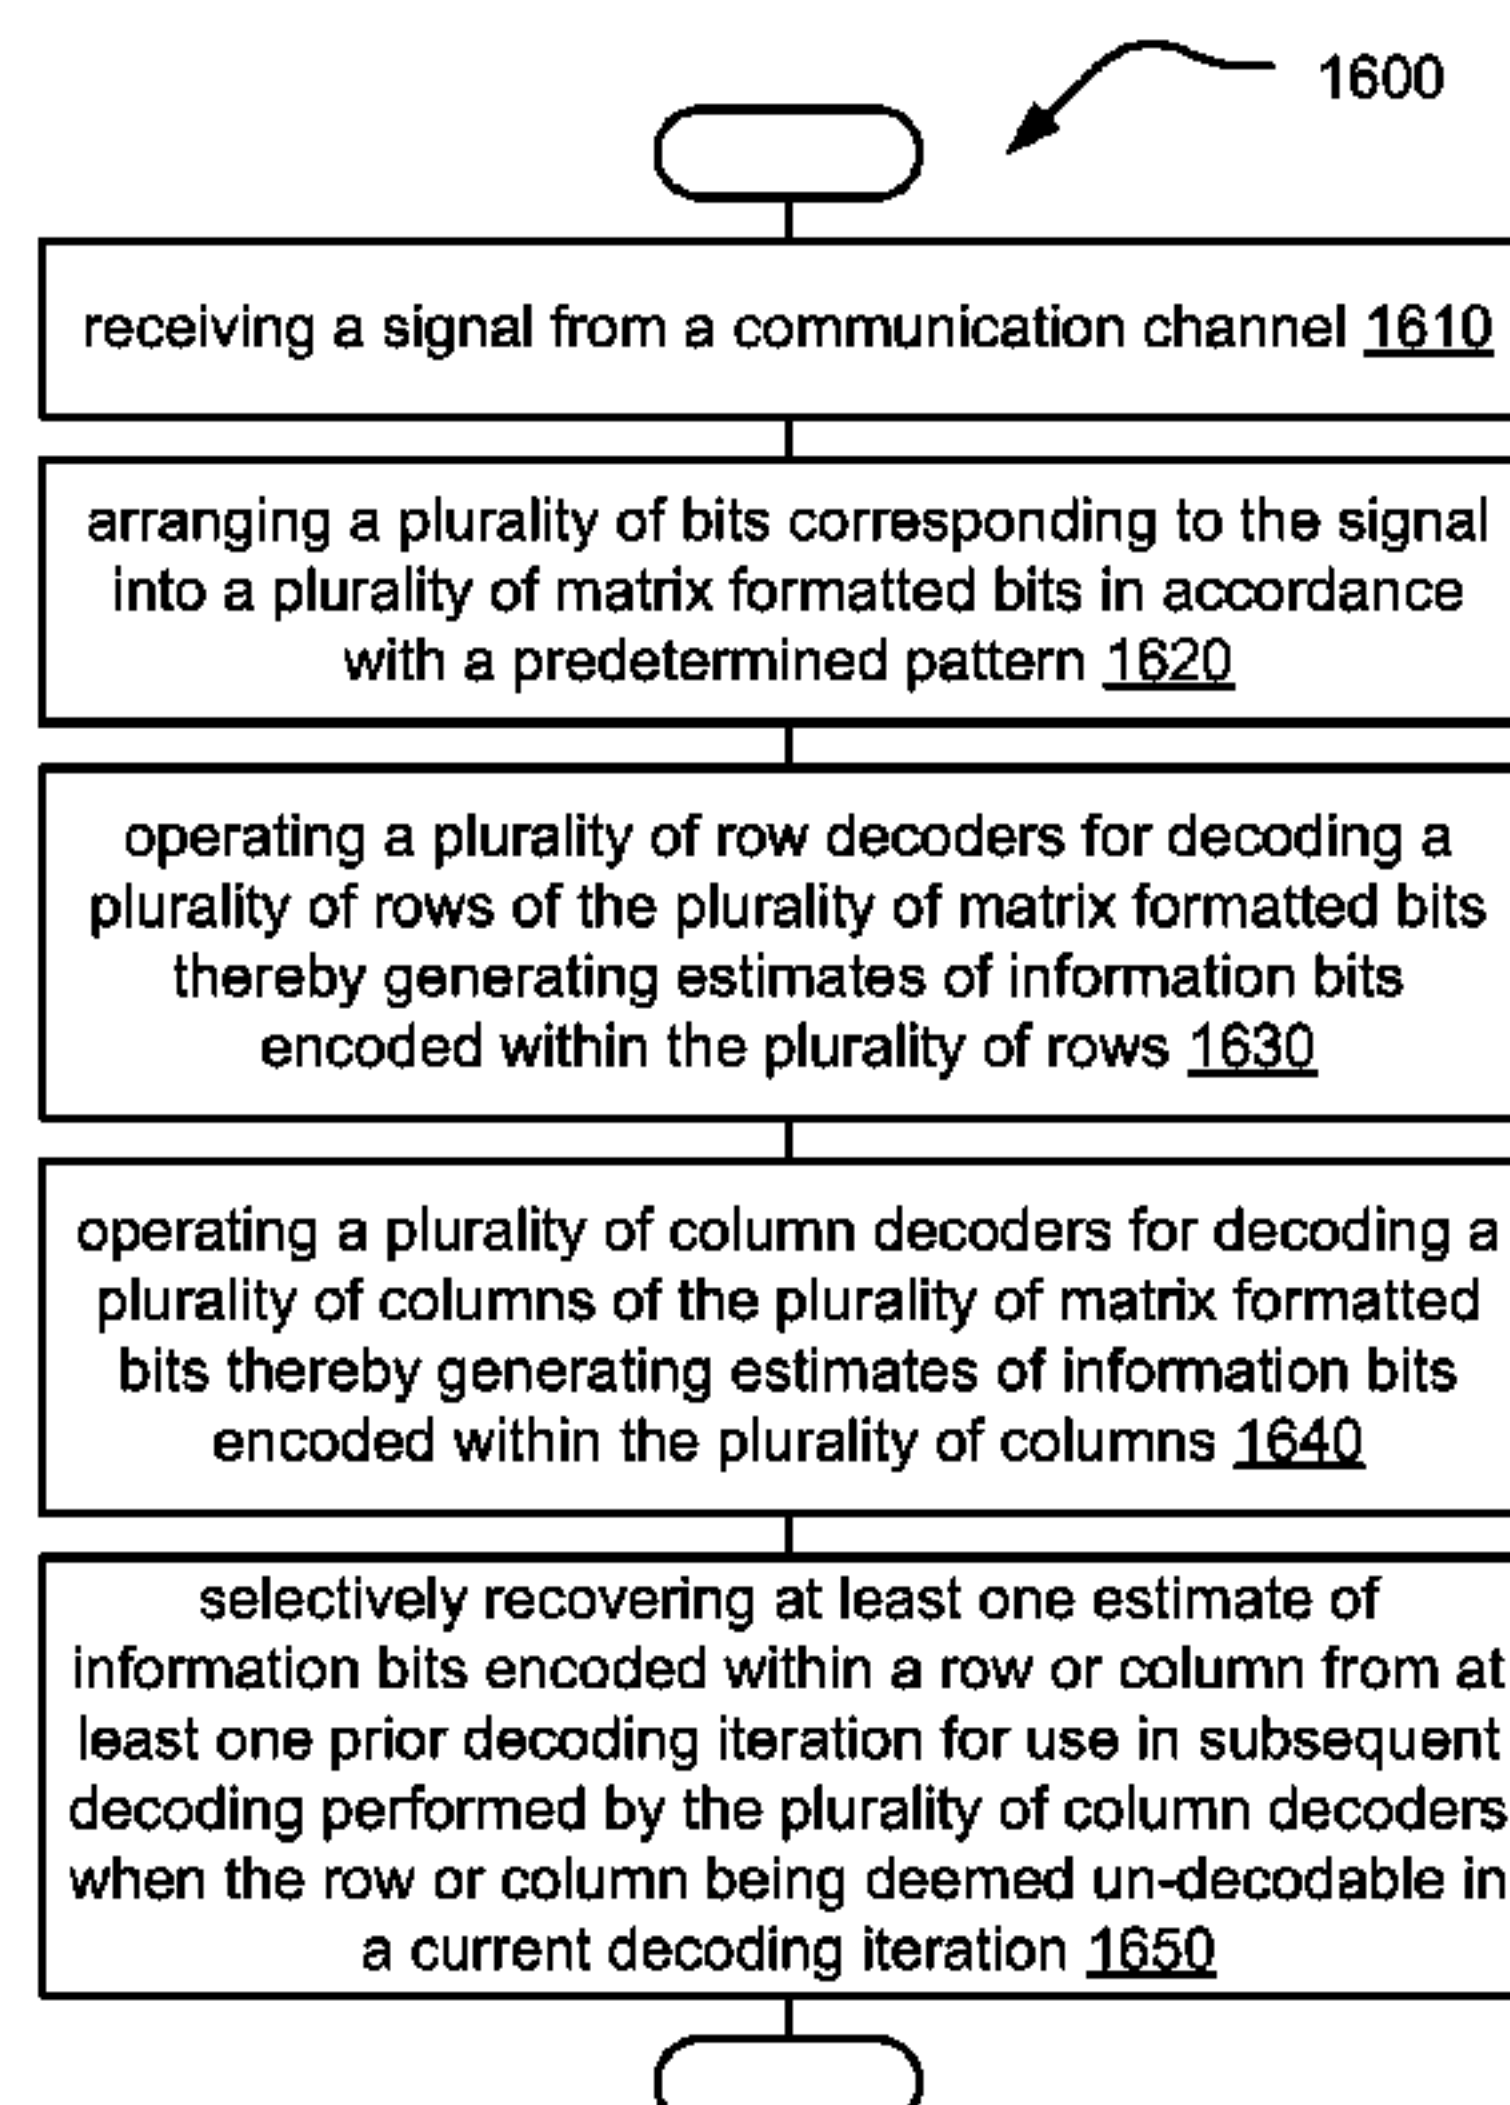 1600
receiving a signal from a communication channel 1610
arranging a plurality of bits corresponding to the signal
into a plurality of matrix formatted bits in accordance
with a predetermined pattern 1620
operating a plurality of row decoders for decoding a
plurality of rows of the plurality of matrix formatted bits
thereby generating estimates of information bits
encoded within the plurality of rows 1630
operating a plurality of column decoders for decoding a
plurality of columns of the plurality of matrix formatted
bits thereby generating estimates of information bits
encoded within the plurality of columns 1640
selectively recovering at least one estimate of
information bits encoded within a row or column from at
least one prior decoding iteration for use in subsequent
decoding performed by the plurality of column decoders
when the row or column being deemed un-decodable in
a current decoding iteration 1650